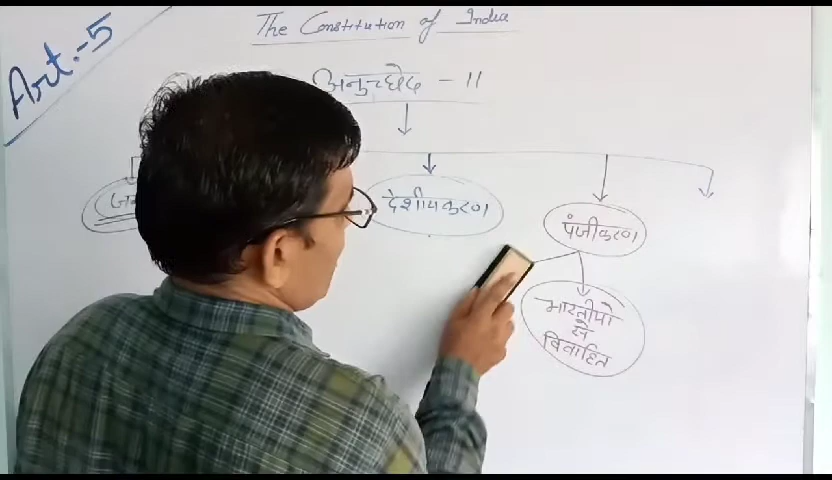 The Constitution of India
Art.-5
अनुच्छेद - 11
देशीयकरण
पंजीकरण
भारतीयो
से
विवाहित